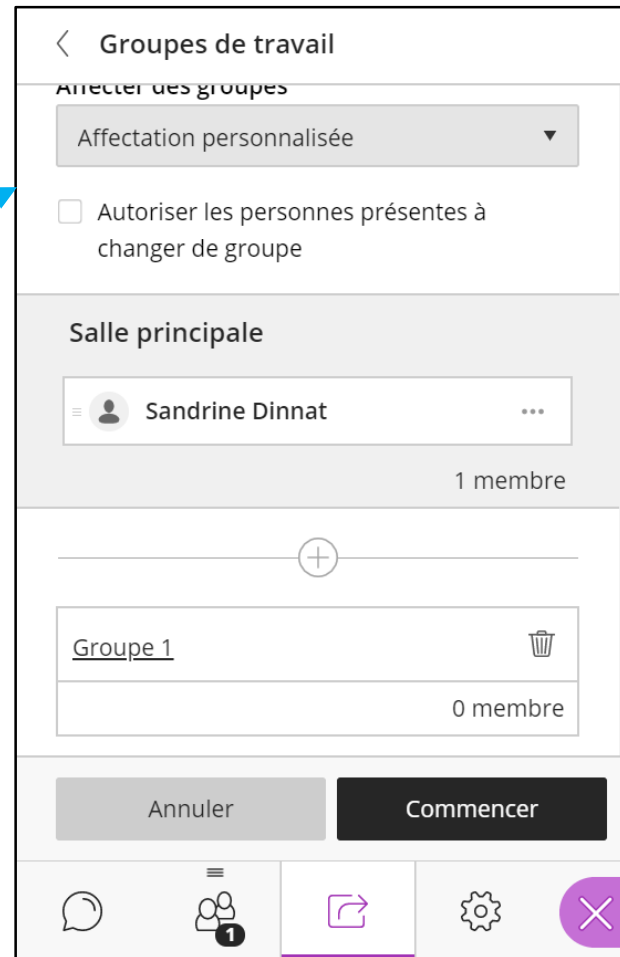 Groupes de travail
Affecter des groupes
Affectation personnalisée
Autoriser les personnes présentes à
changer de groupe
Salle principale
Sandrine Dinnat
1 membre
Groupe 1
0 membre
Annuler Commencer
1